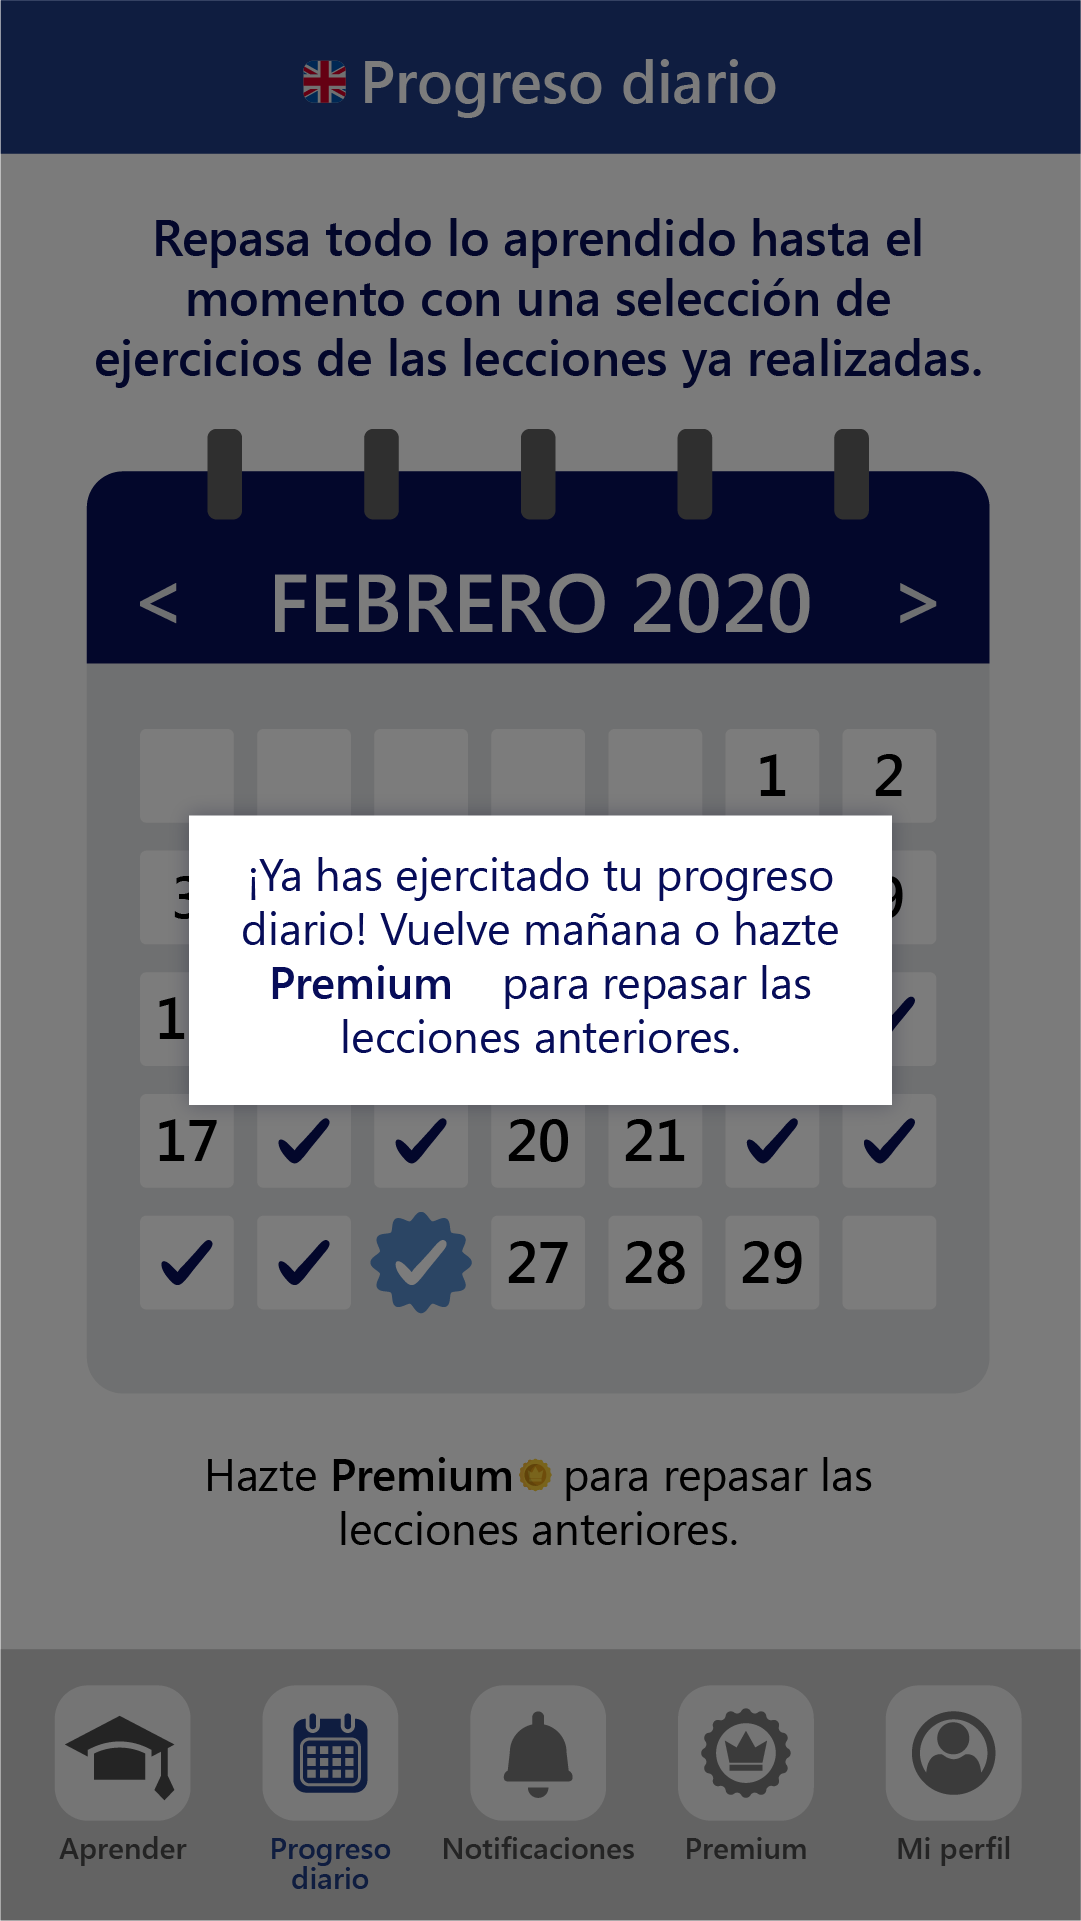 Progreso diario
Repasa todo lo aprendido hasta el
momento con una selección de
ejercicios de las lecciones ya realizadas.
< FEBRERO 2020 >
1 2
¡Ya has ejercitado tu progreso
diario! Vuelve mañana o hazte
Premium para repasar las
lecciones anteriores.
17 20 21
27 28 29
Hazte Premium para repasar las
lecciones anteriores.
Aprender
Progreso
diario
Notificaciones
Premium
Mi perfil